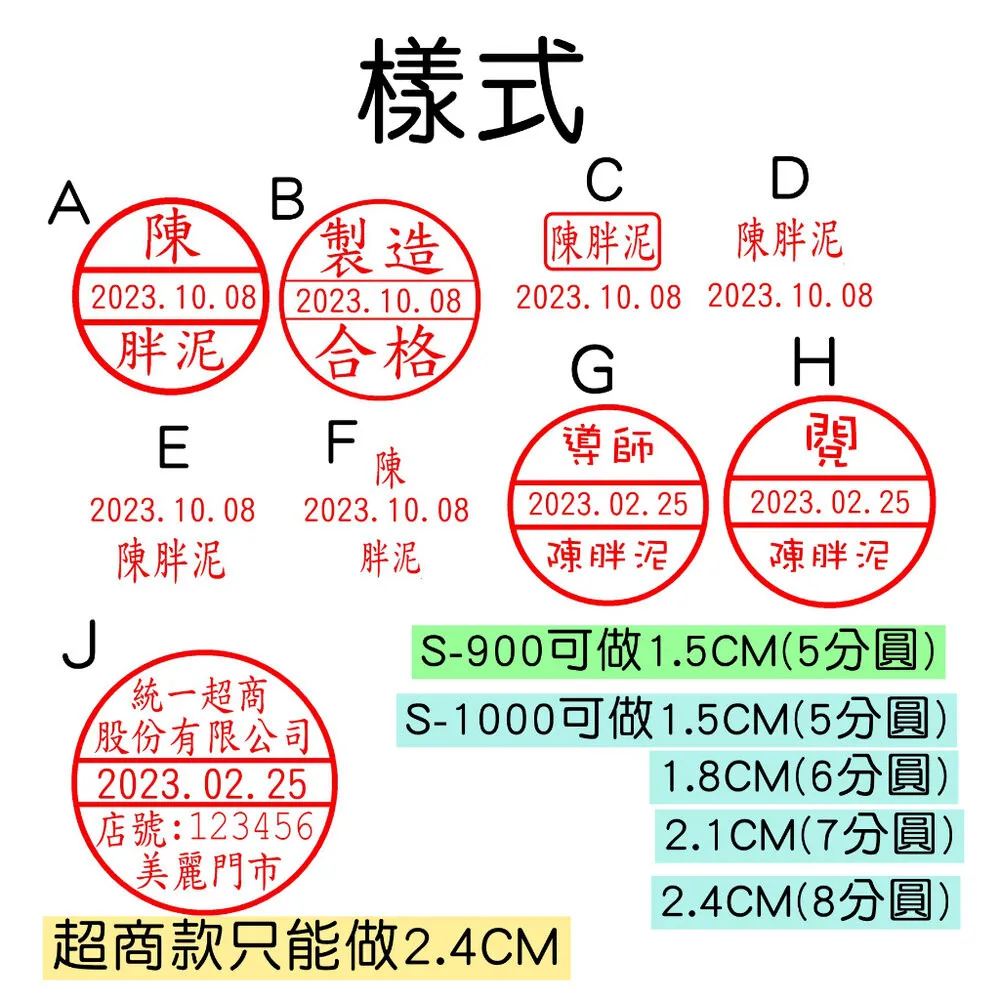 樣式
A
陳
2023.10.08
胖泥
B
製造
2023.10.08
合格
C
陳胖泥
2023.10.08
D
陳胖泥
2023.10.08
E
2023.10.08
陳胖泥
F
陳
2023.10.08
胖泥
G
導師
2023.02.25
陳胖泥
H
閱
2023.02.25
陳胖泥
J
統一超商
股份有限公司
2023.02.25
店號:123456
美麗門市
S-900可做1.5CM(5分圓)
S-1000可做1.5CM(5分圓)
1.8CM(6分圓)
2.1CM(7分圓)
2.4CM(8分圓)
超商款只能做2.4CM